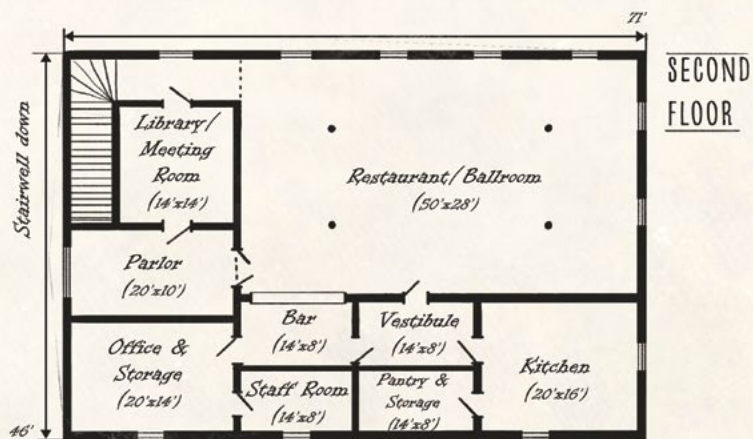 71'
SECOND
FLOOR
Stairwell down
Library/
Meeting
Room
(14'x14')
Restaurant/Ballroom
(50'x28')
Parlor
(20'x10')
Bar
(14'x8')
Vestibule
(14'x8')
Office &
Storage
(20'x14')
Kitchen
(20'x16')
Staff Room
(14'x8')
Pantry &
Storage
(14'x8')
46'